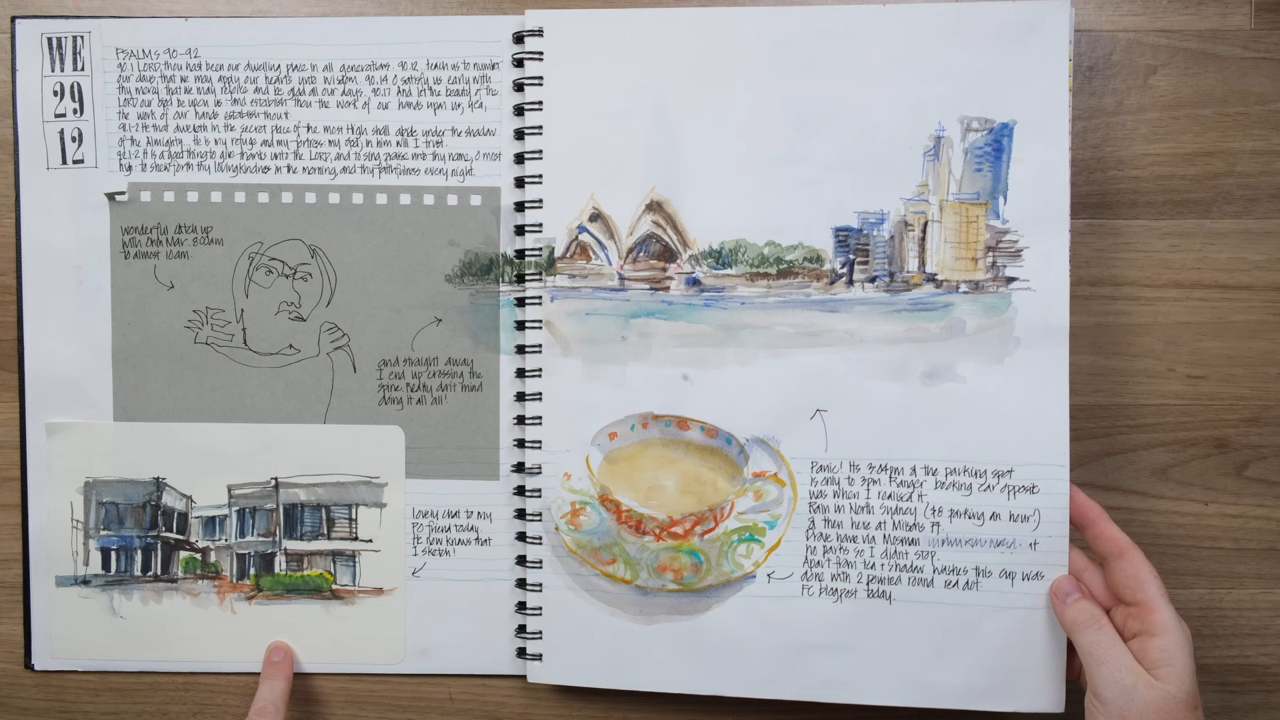 WE
29
12
PSALMS 90-92
90.1 LORD, thou hast been our dwelling place in all generations. 90.12, teach us to number
our days, that we may apply our hearts unto wisdom. 90.14 O satisfy us early with
thy mercy that we may rejoice and be glad all our days. 90.17 And let the beauty of the
LORD our God be upon us: and establish thou the work of our hands upon us; yea,
the work of our hands establish thou it.
91.1-2 He that dwelleth in the secret place of the most High shall abide under the shadow
of the Almighty... He is my refuge and my fortress: my God; in him will I trust.
92.1-2 It is a good thing to give thanks unto the Lord, and to sing praise unto thy name, O most
high: to shew forth thy lovingkindness in the morning, and thy faithfulness every night.
wonderful catch up
with Mar. 8.00am
to almost 10am.
and straight away
I end up crossing the
spine. Really don't mind
doing it at all!
lovely chat to my
PO friend today.
He now knows that
I sketch!
Panic! Its 3:04pm & the parking spot
is only to 3pm. Ranger booking car opposite
was when I realised it.
Rain in North Sydney ($8 parking an hour!)
& then here at Milsons
Drove home via Mosman at
no parks so I didn't stop.
Apart from tea + shadow washes this cup was
done with 2 pointed round
FC blogpost today.